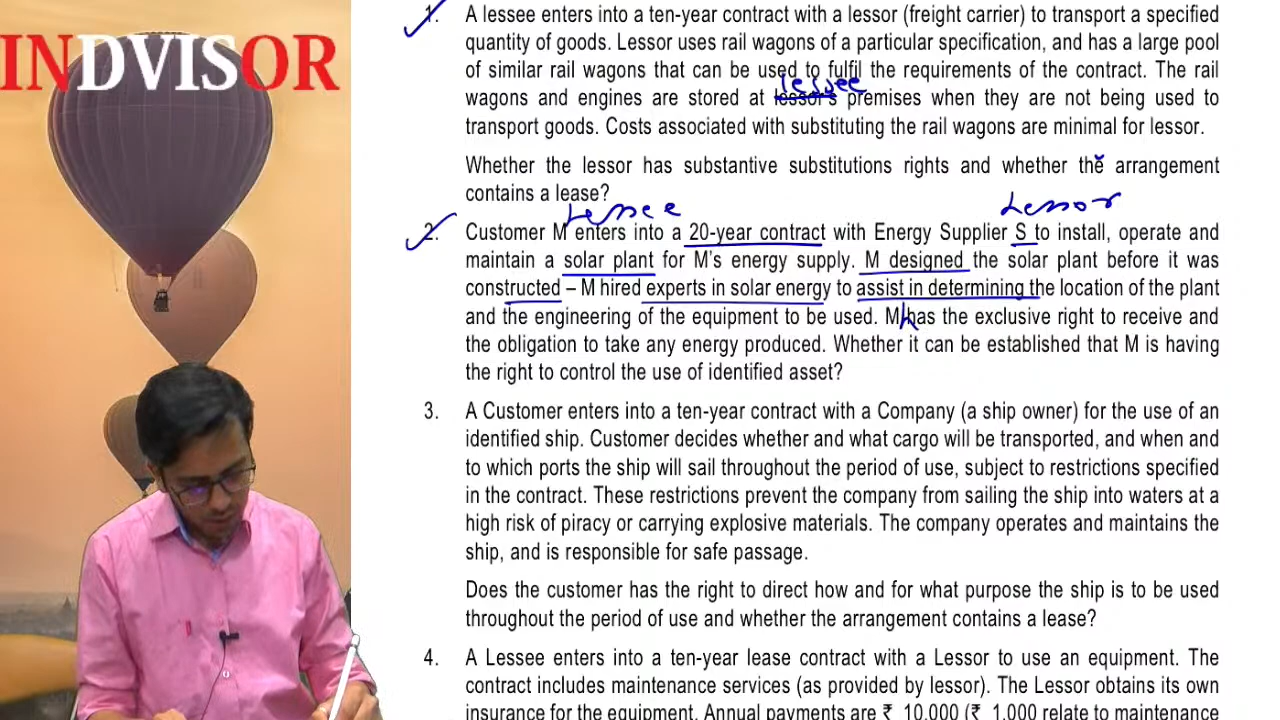 INDVISOR
1. A lessee enters into a ten-year contract with a lessor (freight carrier) to transport a specified
quantity of goods. Lessor uses rail wagons of a particular specification, and has a large pool
of similar rail wagons that can be used to fulfil the requirements of the contract. The rail
lessee
wagons and engines are stored at lessor's premises when they are not being used to
transport goods. Costs associated with substituting the rail wagons are minimal for lessor.
Whether the lessor has substantive substitutions rights and whether the arrangement
contains a lease?
Lessee Lessor
2. Customer M enters into a 20-year contract with Energy Supplier S to install, operate and
maintain a solar plant for M's energy supply. M designed the solar plant before it was
constructed – M hired experts in solar energy to assist in determining the location of the plant
and the engineering of the equipment to be used. M has the exclusive right to receive and
the obligation to take any energy produced. Whether it can be established that M is having
the right to control the use of identified asset?
3. A Customer enters into a ten-year contract with a Company (a ship owner) for the use of an
identified ship. Customer decides whether and what cargo will be transported, and when and
to which ports the ship will sail throughout the period of use, subject to restrictions specified
in the contract. These restrictions prevent the company from sailing the ship into waters at a
high risk of piracy or carrying explosive materials. The company operates and maintains the
ship, and is responsible for safe passage.
Does the customer has the right to direct how and for what purpose the ship is to be used
throughout the period of use and whether the arrangement contains a lease?
4. A Lessee enters into a ten-year lease contract with a Lessor to use an equipment. The
contract includes maintenance services (as provided by lessor). The Lessor obtains its own
insurance for the equipment. Annual payments are ₹ 10,000 (₹ 1,000 relate to maintenance